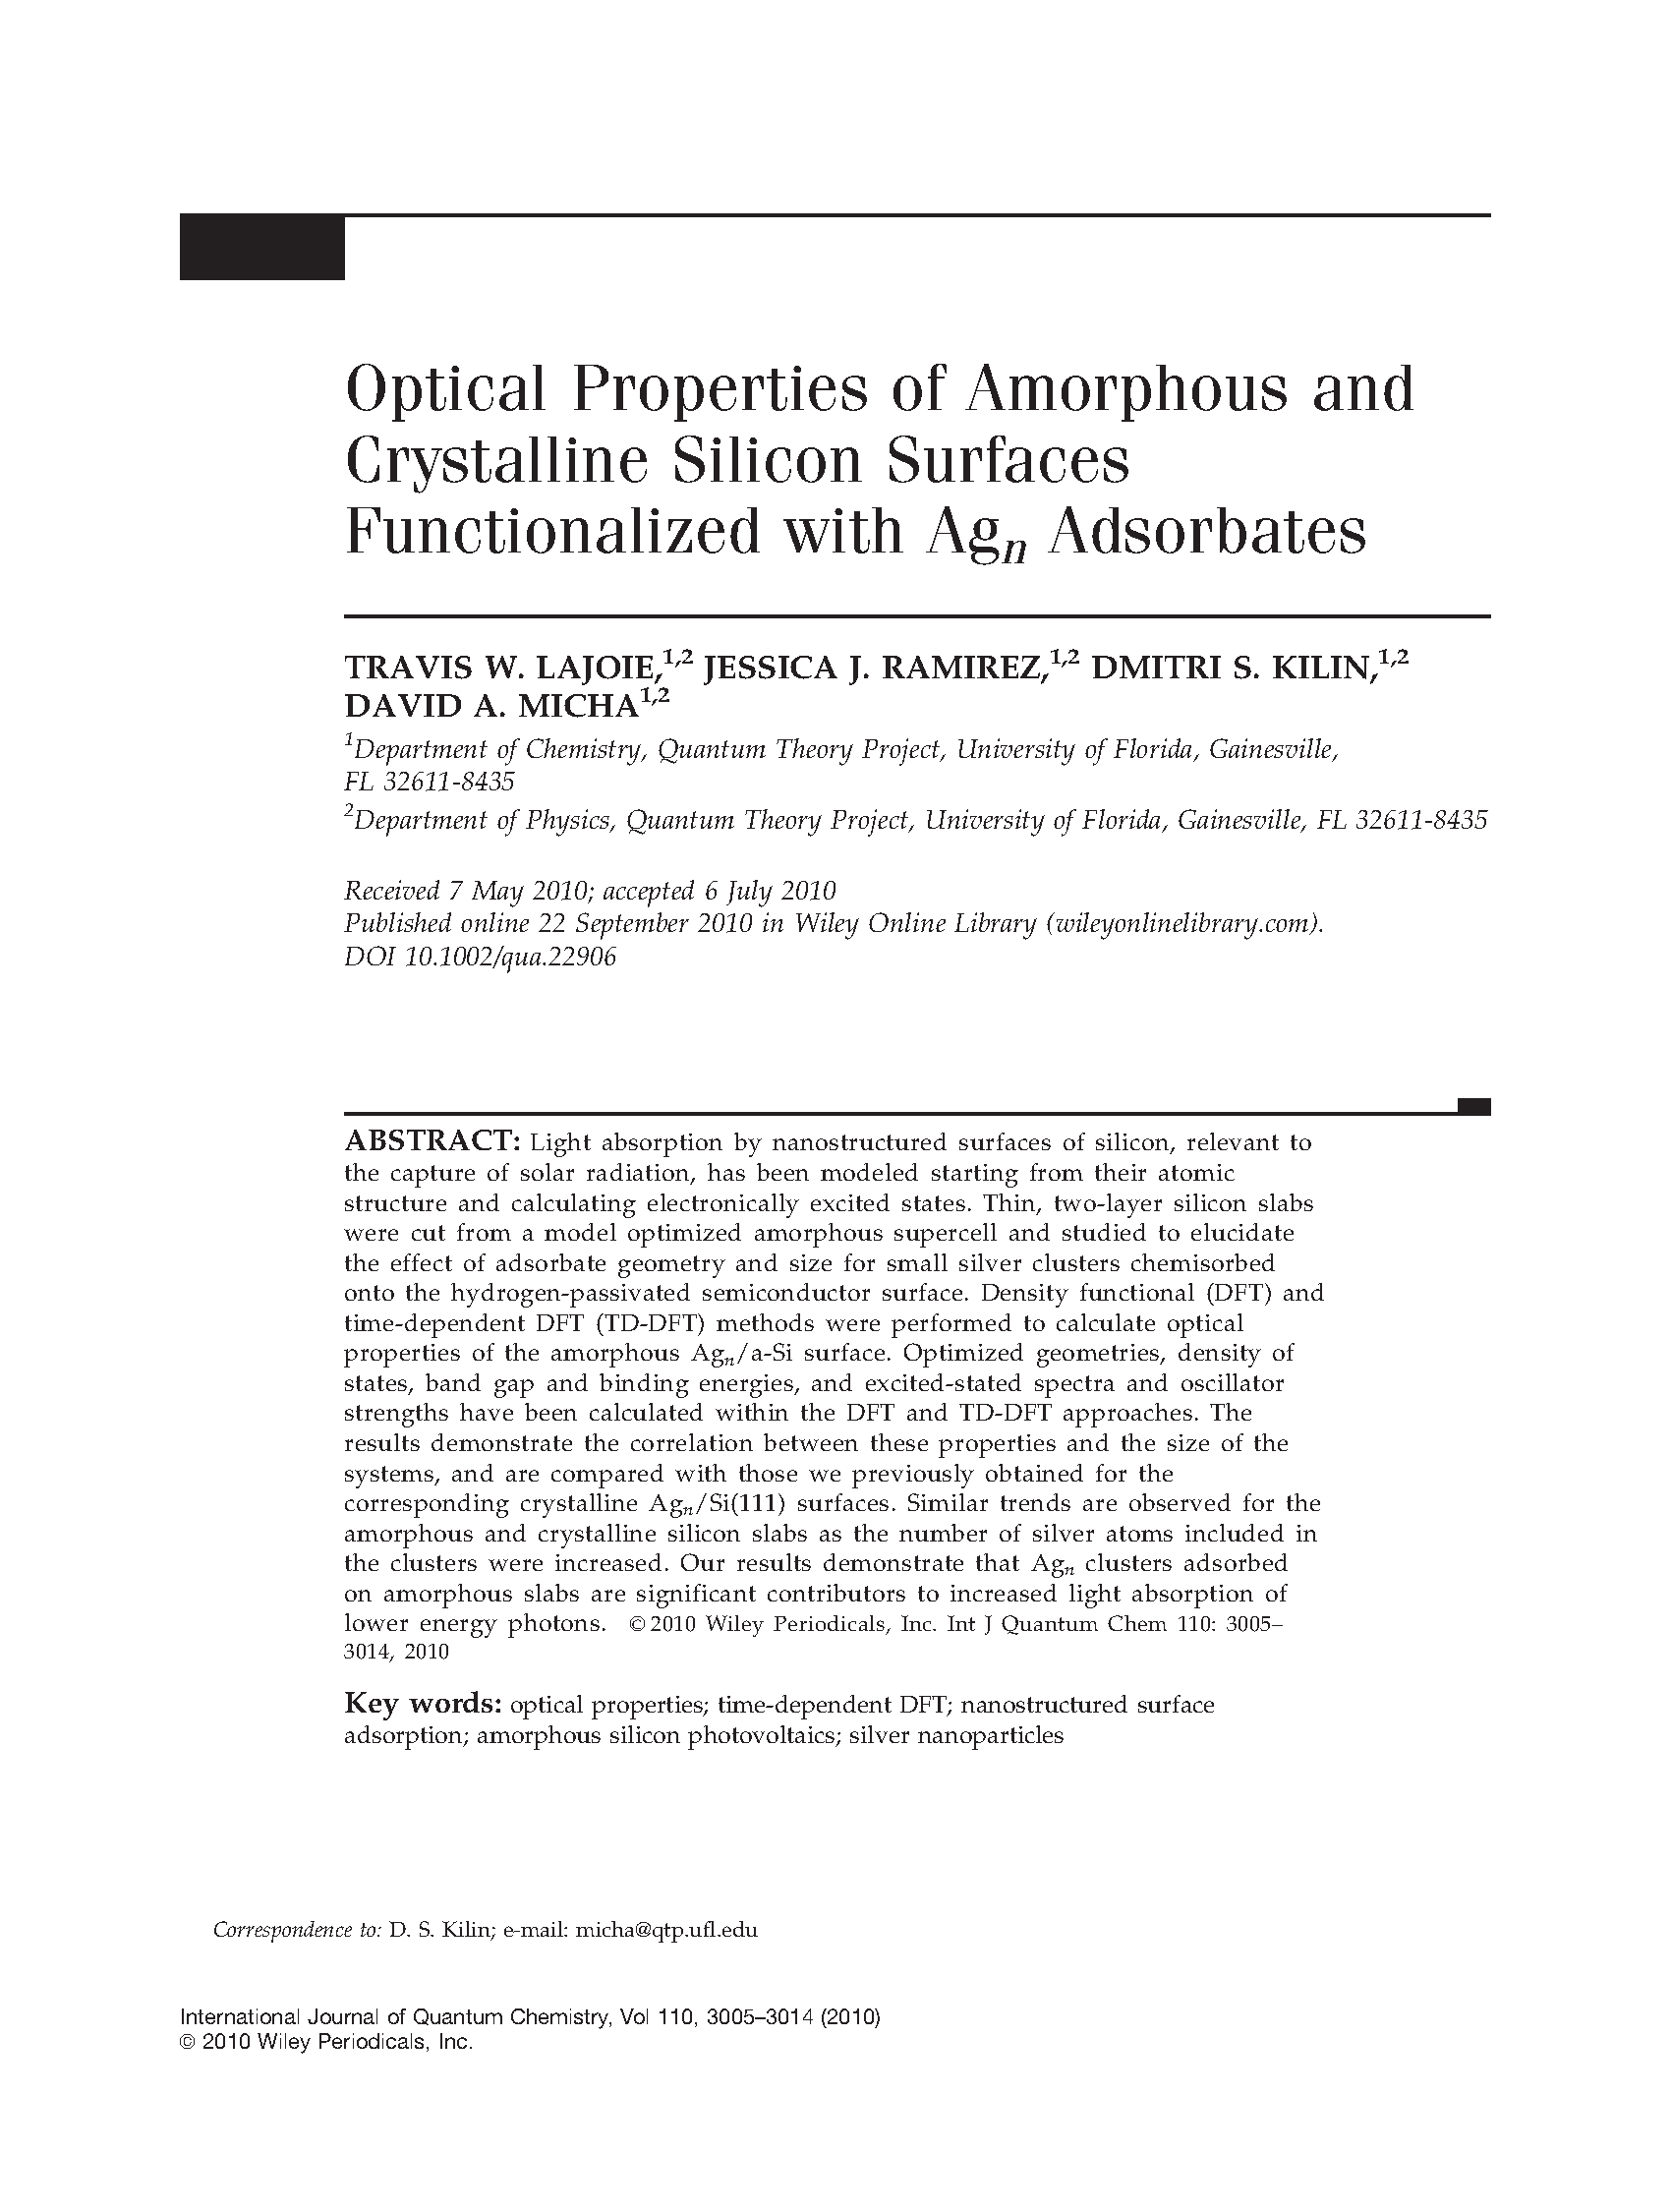 Optical Properties of Amorphous and
Crystalline Silicon Surfaces
Functionalized with Agn Adsorbates
TRAVIS W. LAJOIE,1,2 JESSICA J. RAMIREZ,1,2 DMITRI S. KILIN,1,2
DAVID A. MICHA1,2
1Department of Chemistry, Quantum Theory Project, University of Florida, Gainesville,
FL 32611-8435
2Department of Physics, Quantum Theory Project, University of Florida, Gainesville, FL 32611-8435
Received 7 May 2010; accepted 6 July 2010
Published online 22 September 2010 in Wiley Online Library (wileyonlinelibrary.com).
DOI 10.1002/qua.22906
ABSTRACT: Light absorption by nanostructured surfaces of silicon, relevant to
the capture of solar radiation, has been modeled starting from their atomic
structure and calculating electronically excited states. Thin, two-layer silicon slabs
were cut from a model optimized amorphous supercell and studied to elucidate
the effect of adsorbate geometry and size for small silver clusters chemisorbed
onto the hydrogen-passivated semiconductor surface. Density functional (DFT) and
time-dependent DFT (TD-DFT) methods were performed to calculate optical
properties of the amorphous Agn/a-Si surface. Optimized geometries, density of
states, band gap and binding energies, and excited-stated spectra and oscillator
strengths have been calculated within the DFT and TD-DFT approaches. The
results demonstrate the correlation between these properties and the size of the
systems, and are compared with those we previously obtained for the
corresponding crystalline Agn/Si(111) surfaces. Similar trends are observed for the
amorphous and crystalline silicon slabs as the number of silver atoms included in
the clusters were increased. Our results demonstrate that Agn clusters adsorbed
on amorphous slabs are significant contributors to increased light absorption of
lower energy photons. © 2010 Wiley Periodicals, Inc. Int J Quantum Chem 110: 3005–
3014, 2010
Key words: optical properties; time-dependent DFT; nanostructured surface
adsorption; amorphous silicon photovoltaics; silver nanoparticles
Correspondence to: D. S. Kilin; e-mail: micha@qtp.ufl.edu
International Journal of Quantum Chemistry, Vol 110, 3005–3014 (2010)
© 2010 Wiley Periodicals, Inc.